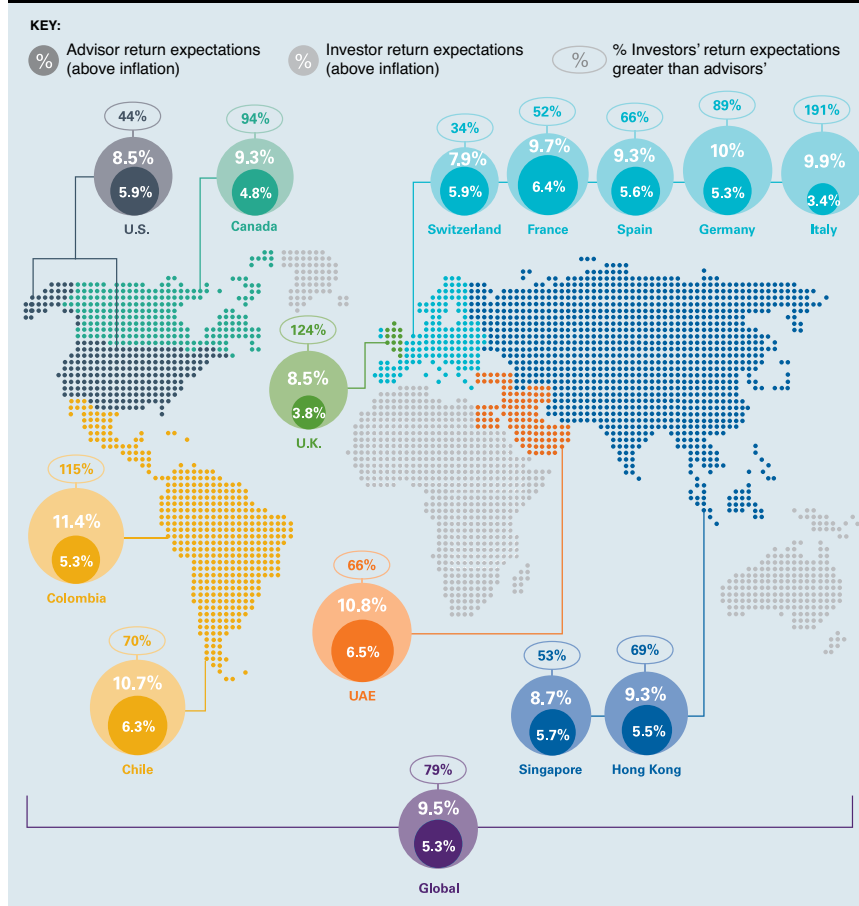 KEY:
% Advisor return expectations
(above inflation)
% Investor return expectations
(above inflation)
% % Investors' return expectations
greater than advisors'
44%
8.5%
5.9%
U.S.
94%
9.3%
4.8%
Canada
34%
7.9%
5.9%
Switzerland
52%
9.7%
6.4%
France
66%
9.3%
5.6%
Spain
89%
10%
5.3%
Germany
191%
9.9%
3.4%
Italy
124%
8.5%
3.8%
U.K.
115%
11.4%
5.3%
Colombia
66%
10.8%
6.5%
UAE
70%
10.7%
6.3%
Chile
53%
8.7%
5.7%
Singapore
69%
9.3%
5.5%
Hong Kong
79%
9.5%
5.3%
Global